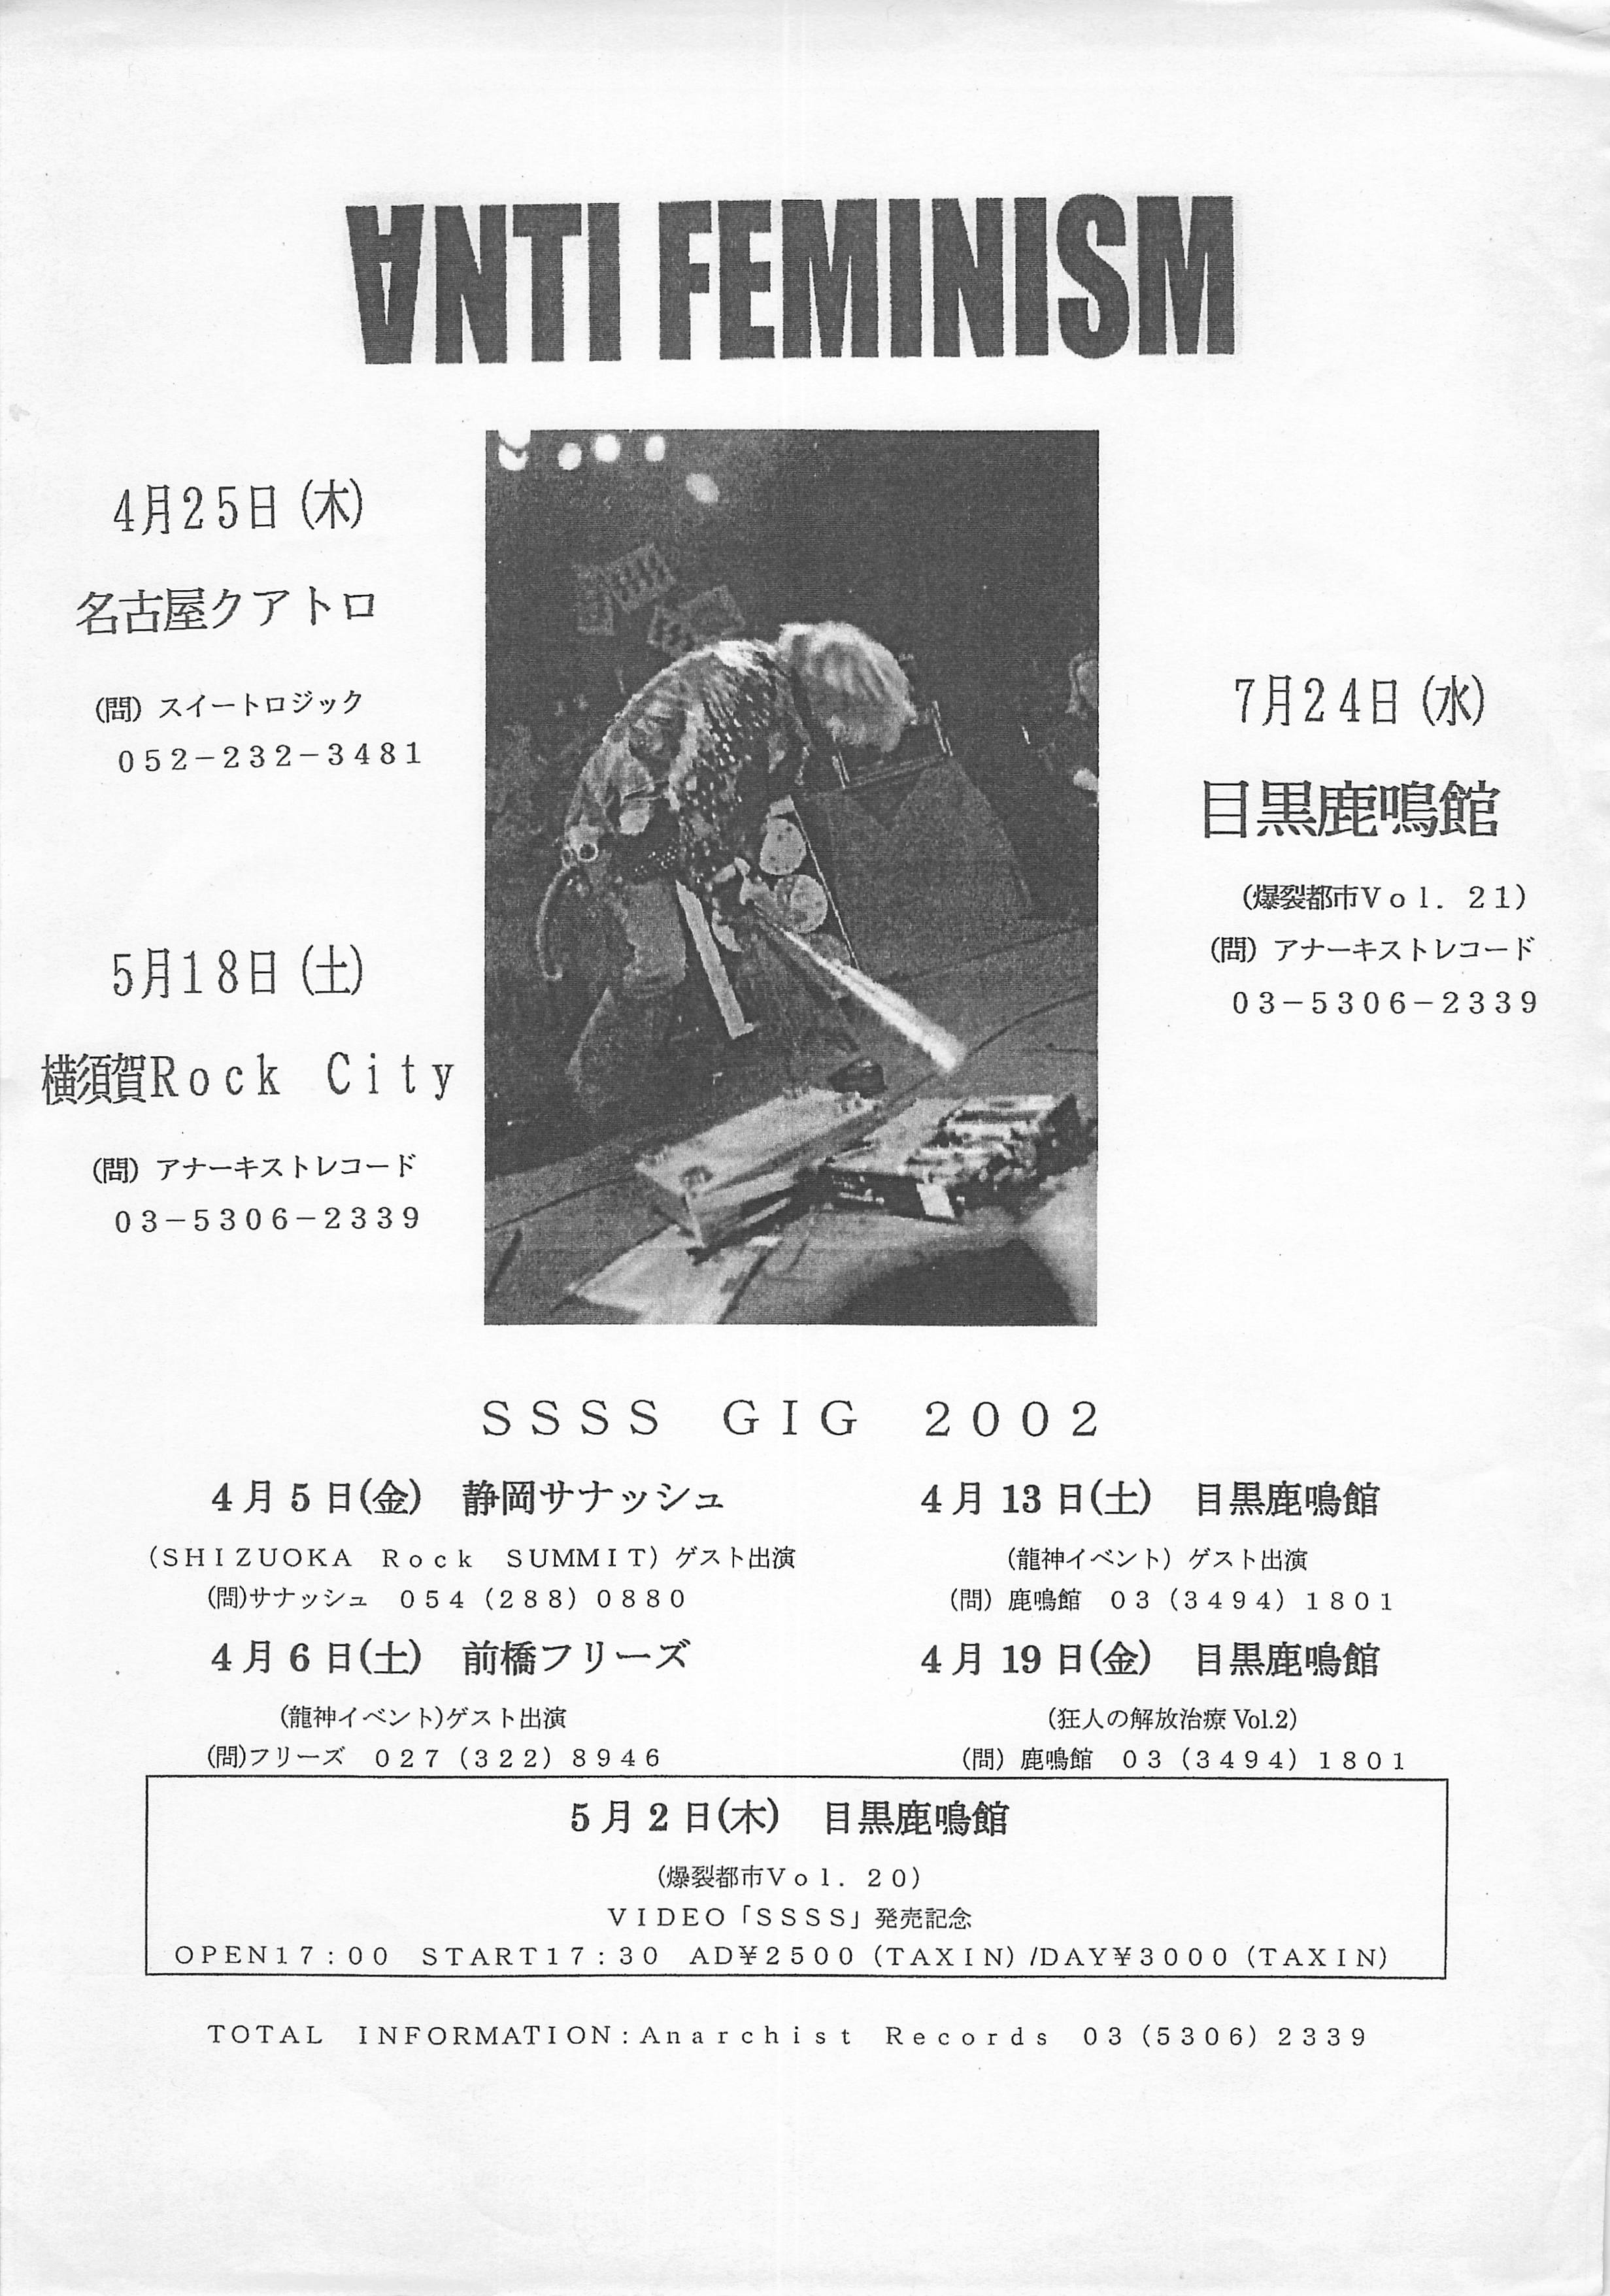 ∀NTI FEMINISM
4月25日(木)
名古屋クアトロ
(問)スイートロジック
052−232−3481
5月18日(土)
横須賀Rock City
(問)アナーキストレコード
03−5306−2339
7月24日(水)
目黒鹿鳴館
(爆裂都市Vol.21)
(問)アナーキストレコード
03−5306−2339
SSSS GIG 2002
4月5日(金) 静岡サナッシュ
(SHIZUOKA Rock SUMMIT)ゲスト出演
(問)サナッシュ 054(288)0880
4月6日(土) 前橋フリーズ
(龍神イベント)ゲスト出演
(問)フリーズ 027(322)8946
4月13日(土) 目黒鹿鳴館
(龍神イベント)ゲスト出演
(問)鹿鳴館 03(3494)1801
4月19日(金) 目黒鹿鳴館
(狂人の解放治療 Vol.2)
(問)鹿鳴館 03(3494)1801
5月2日(木) 目黒鹿鳴館
(爆裂都市Vol.20)
VIDEO「SSSS」発売記念
OPEN17:00 START17:30 AD¥2500(TAXIN)/DAY¥3000(TAXIN)
TOTAL INFORMATION:Anarchist Records 03(5306)2339